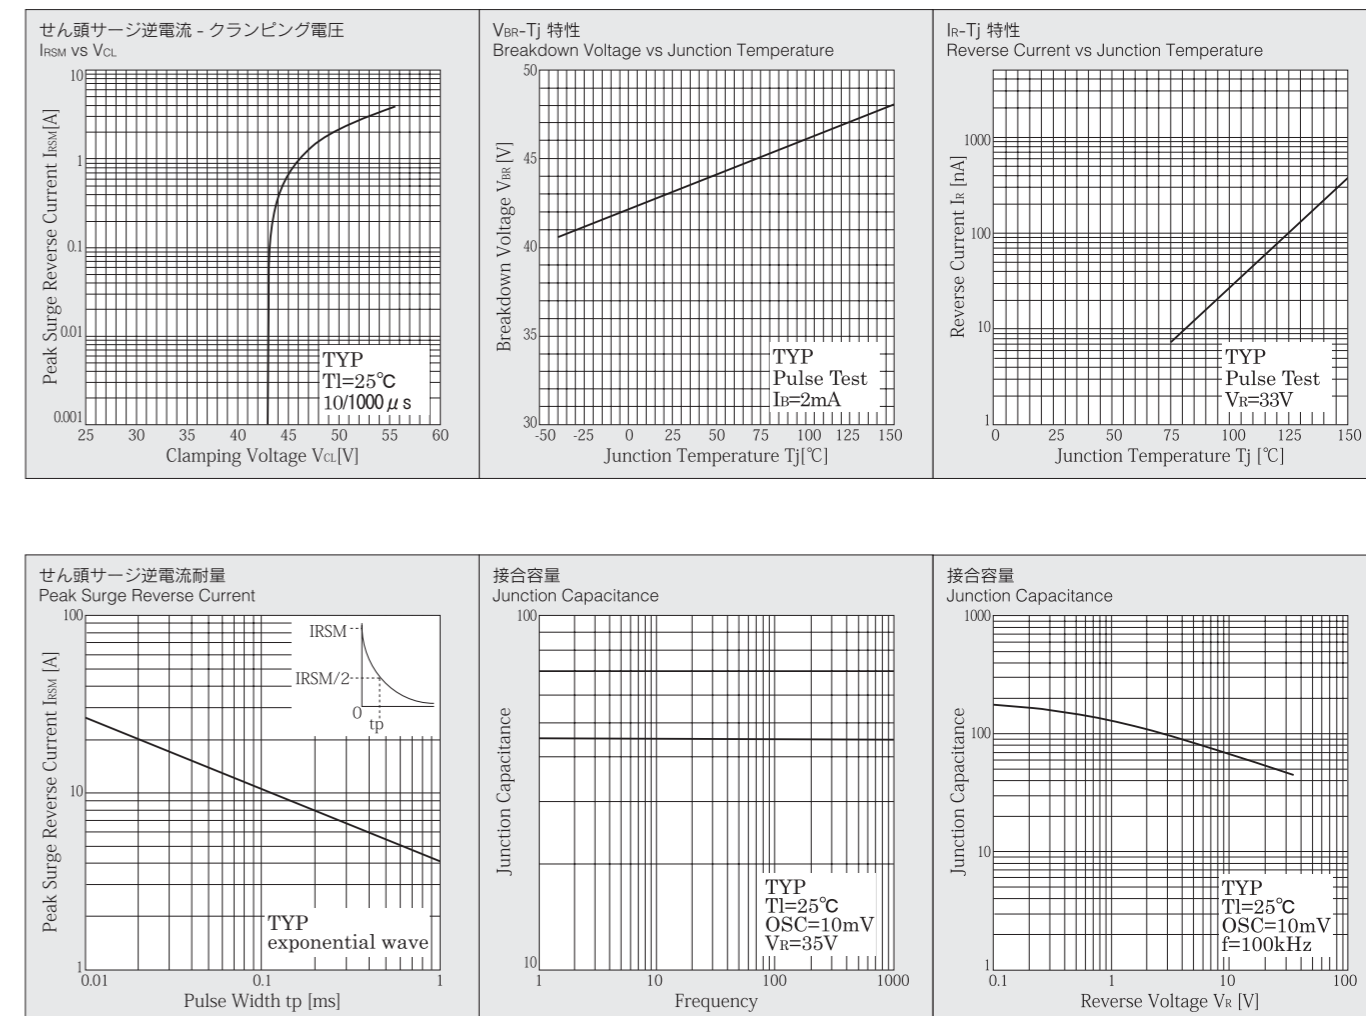 せん頭サージ逆電流 - クランピング電圧
IRSM vs VCL
Peak Surge Reverse Current IRSM[A]
10
1
0.1
0.01
0.001
TYP
Tl=25℃
10/1000 μ s
25 30 35 40 45 50 55 60
Clamping Voltage VCL[V]
VBR-Tj 特性
Breakdown Voltage vs Junction Temperature
Breakdown Voltage VBR [V]
50
45
40
35
30
TYP
Pulse Test
IB=2mA
-50 -25 0 25 50 75 100 125 150
Junction Temperature Tj[℃]
IR-Tj 特性
Reverse Current vs Junction Temperature
Reverse Current IR [nA]
1000
100
10
1
TYP
Pulse Test
VR=33V
0 25 50 75 100 125 150
Junction Temperature Tj [℃]
せん頭サージ逆電流耐量
Peak Surge Reverse Current
Peak Surge Reverse Current IRSM [A]
100
10
1
IRSM
IRSM/2
0
tp
TYP
exponential wave
0.01 0.1 1
Pulse Width tp [ms]
接合容量
Junction Capacitance
Junction Capacitance
100
10
TYP
Tl=25℃
OSC=10mV
VR=35V
1 10 100 1000
Frequency
接合容量
Junction Capacitance
Junction Capacitance
1000
100
10
1
TYP
Tl=25℃
OSC=10mV
f=100kHz
0.1 1 10 100
Reverse Voltage VR [V]